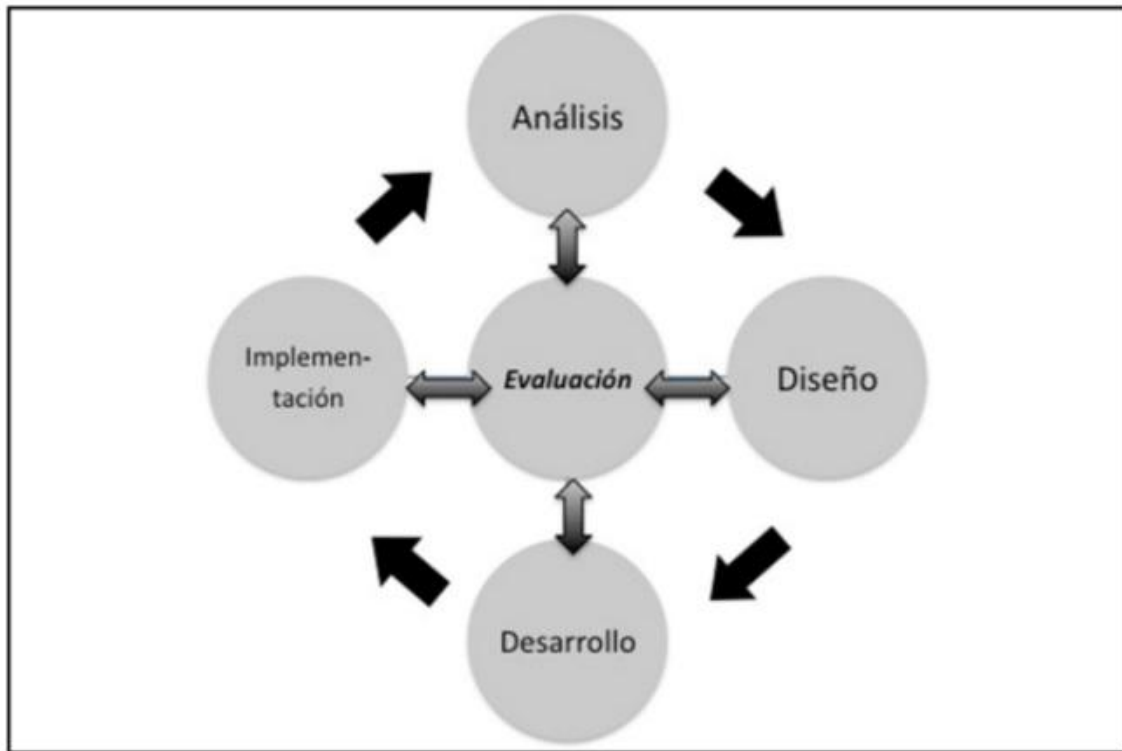 Análisis
Implemen-
tación
Evaluación
Diseño
Desarrollo